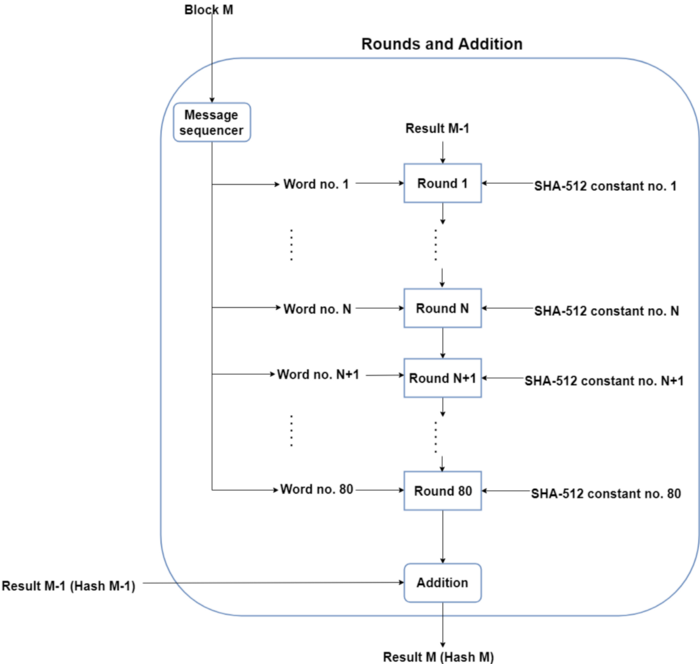 Block M
Rounds and Addition
Message
sequencer
Result M-1
Word no. 1
Round 1
SHA-512 constant no. 1
Word no. N
Round N
SHA-512 constant no. N
Word no. N+1
Round N+1
SHA-512 constant no. N+1
Word no. 80
Round 80
SHA-512 constant no. 80
Result M-1 (Hash M-1)
Addition
Result M (Hash M)